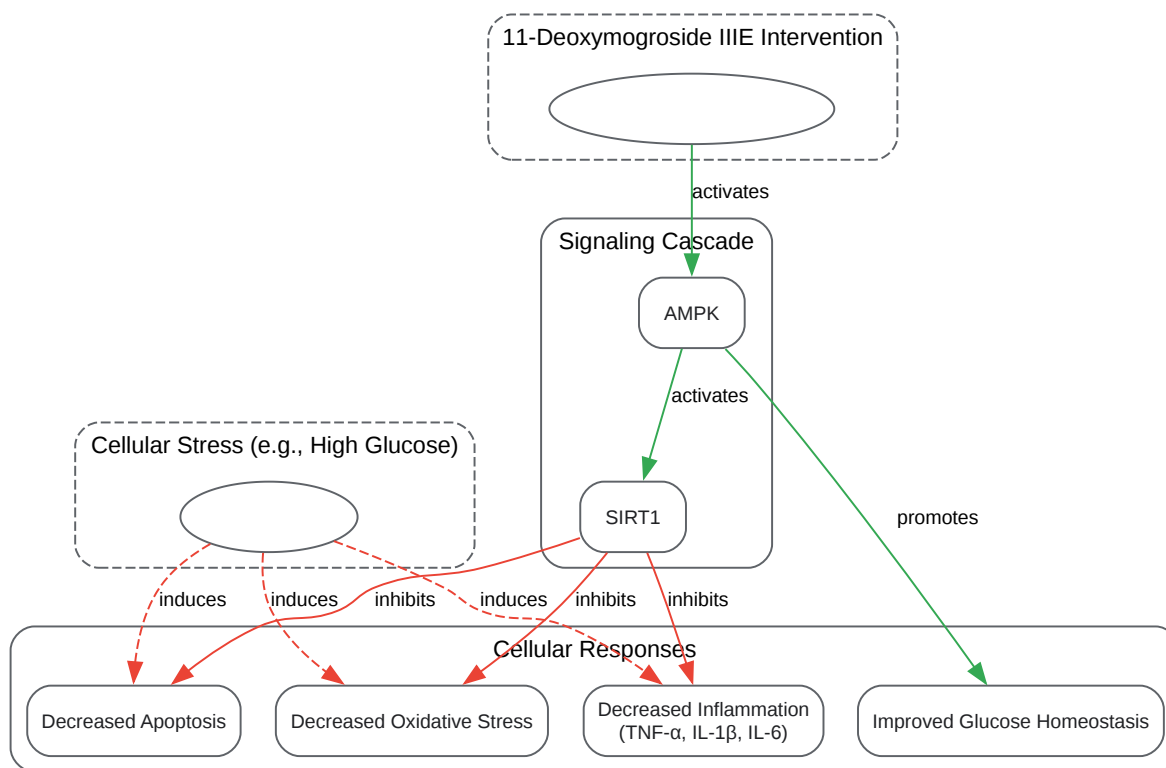 11-Deoxymogroside IIIE Intervention
activates
Signaling Cascade
AMPK
activates
Cellular Stress (e.g., High Glucose)
SIRT1
promotes
induces
induces
inhibits
induces
inhibits
inhibits
Cellular Responses
Decreased Apoptosis
Decreased Oxidative Stress
Decreased Inflammation
(TNF-α, IL-1β, IL-6)
Improved Glucose Homeostasis